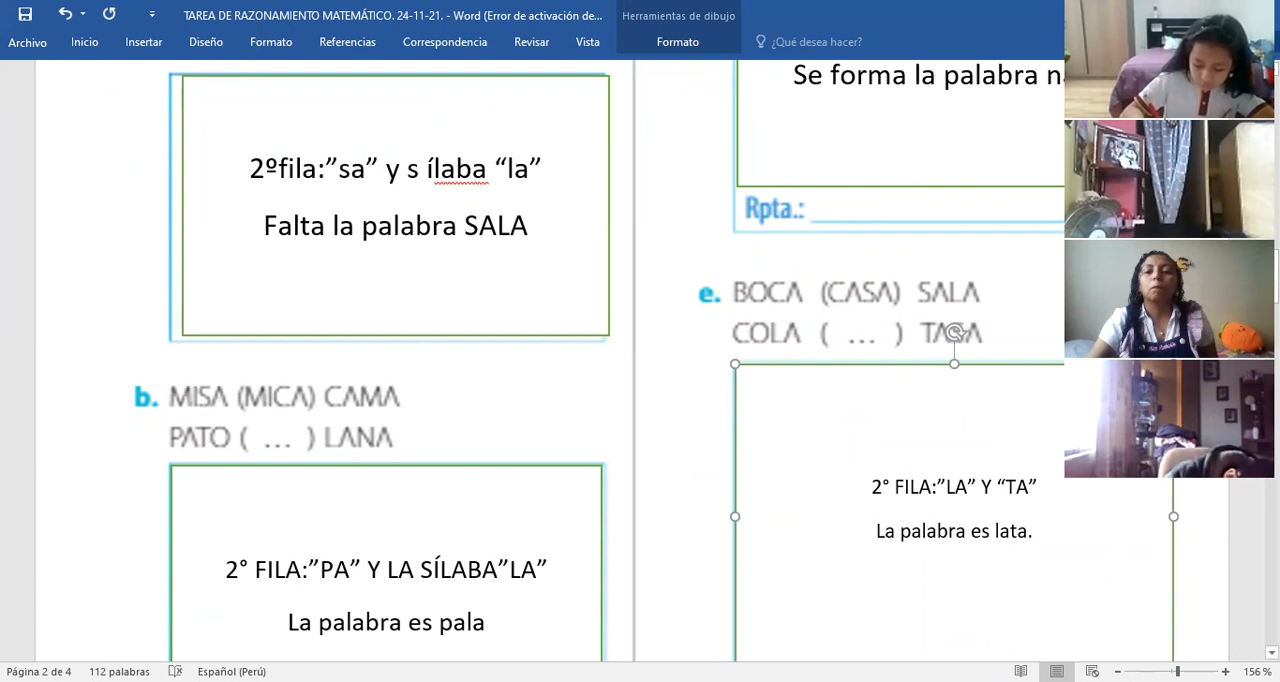 TAREA DE RAZONAMIENTO MATEMÁTICO. 24-11-21. - Word (Error de activación de...
Herramientas de dibujo
Archivo Inicio Insertar Diseño Formato Referencias Correspondencia Revisar Vista Formato ¿Qué desea hacer?
2ºfila:”sa” y s ílaba “la”
Falta la palabra SALA
b. MISA (MICA) CAMA
PATO ( ... ) LANA
2° FILA:”PA” Y LA SÍLABA”LA”
La palabra es pala
Se forma la palabra
Rpta.:
e. BOCA (CASA) SALA
COLA ( ... )
2° FILA:”LA” Y “TA”
La palabra es lata.
Página 2 de 4 112 palabras Español (Perú) 156 %